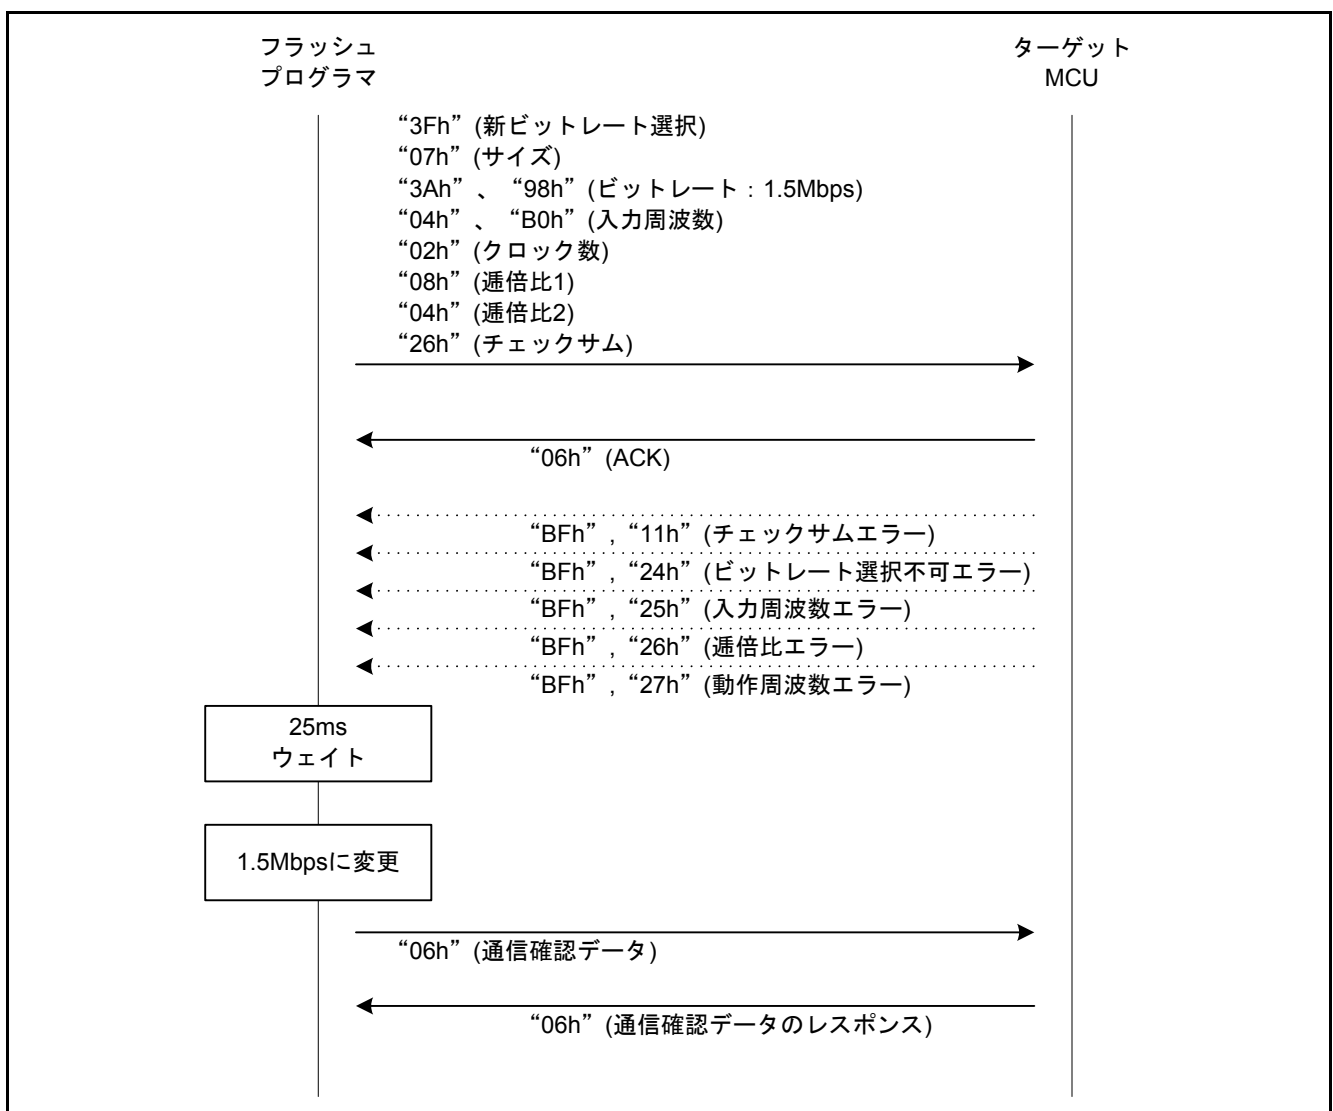 フラッシュ
プログラマ
ターゲット
MCU
“3Fh” (新ビットレート選択)
“07h” (サイズ)
“3Ah” 、 “98h” (ビットレート：1.5Mbps)
“04h” 、 “B0h” (入力周波数)
“02h” (クロック数)
“08h” (逓倍比1)
“04h” (逓倍比2)
“26h” (チェックサム)
“06h” (ACK)
“BFh” , “11h” (チェックサムエラー)
“BFh” , “24h” (ビットレート選択不可エラー)
“BFh” , “25h” (入力周波数エラー)
“BFh” , “26h” (逓倍比エラー)
“BFh” , “27h” (動作周波数エラー)
25ms
ウェイト
1.5Mbpsに変更
“06h” (通信確認データ)
“06h” (通信確認データのレスポンス)